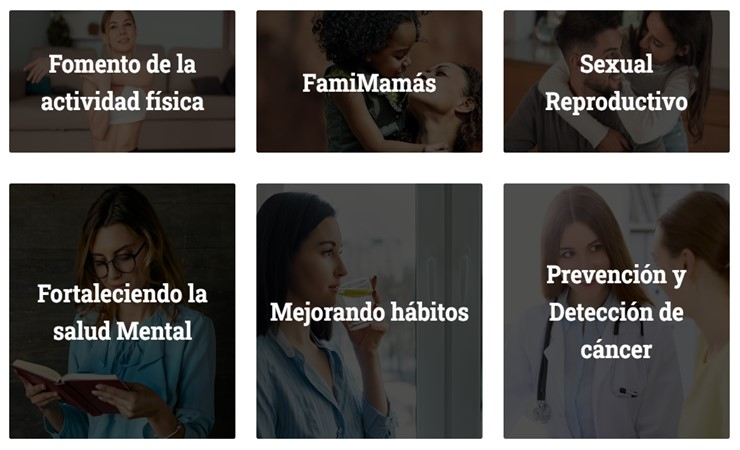 Fomento de la
actividad física
FamiMamás
Sexual
Reproductivo
Fortaleciendo la
salud Mental
Mejorando hábitos
Prevención y
Detección de
cáncer